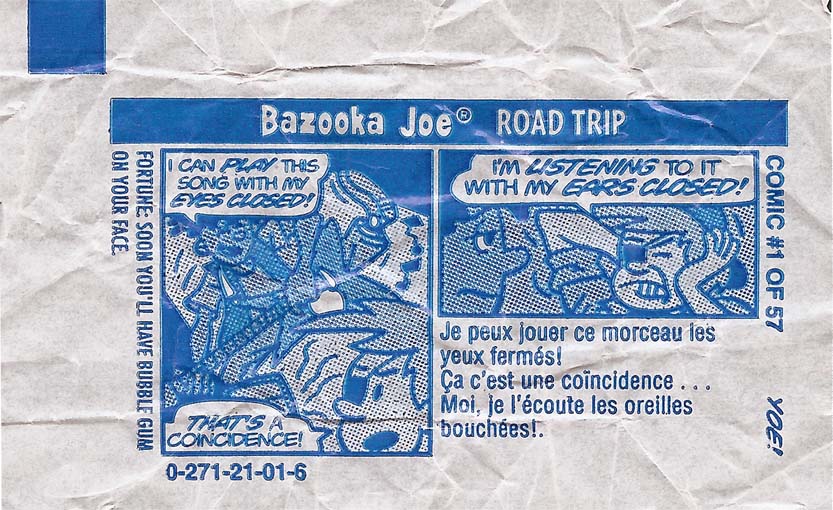 Bazooka Joe® ROAD TRIP
FORTUNE: SOON YOU'LL HAVE BUBBLE GUM
ON YOUR FACE.
I CAN PLAY THIS
SONG WITH MY
EYES CLOSED!
THAT'S A
COINCIDENCE!
I'M LISTENING TO IT
WITH MY EARS CLOSED!
Je peux jouer ce morceau les
yeux fermés!
Ça c'est une coïncidence . . .
Moi, je l'écoute les oreilles
bouchées!.
COMIC #1 OF 57
YOE!
0-271-21-01-6